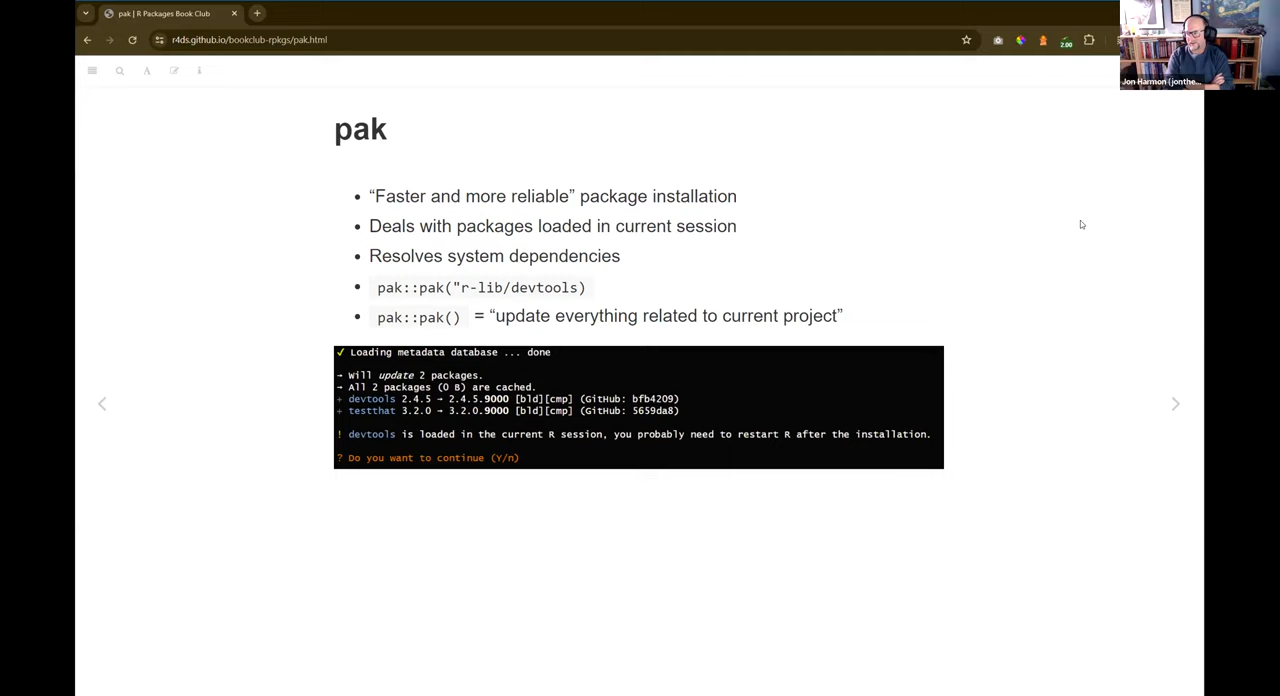 pak | R Packages Book Club
r4ds.github.io/bookclub-rpkgs/pak.html
2.00
Jon Harmon (jonthe...
pak
• “Faster and more reliable” package installation
• Deals with packages loaded in current session
• Resolves system dependencies
• pak::pak("r-lib/devtools)
• pak::pak() = “update everything related to current project”
✓ Loading metadata database ... done
→ Will update 2 packages.
→ All 2 packages (0 B) are cached.
+ devtools 2.4.5 → 2.4.5.9000 [bld][cmp] (GitHub: bfb4209)
+ testthat 3.2.0 → 3.2.0.9000 [bld][cmp] (GitHub: 5659da8)
! devtools is loaded in the current R session, you probably need to restart R after the installation.
? Do you want to continue (Y/n)